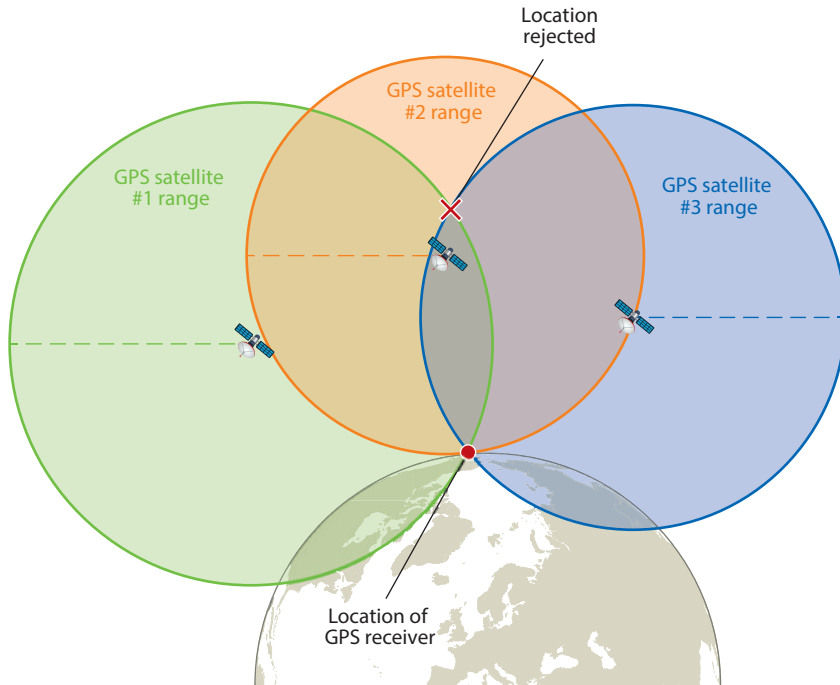 Location
rejected
GPS satellite
#2 range
GPS satellite
#1 range
GPS satellite
#3 range
Location of
GPS receiver